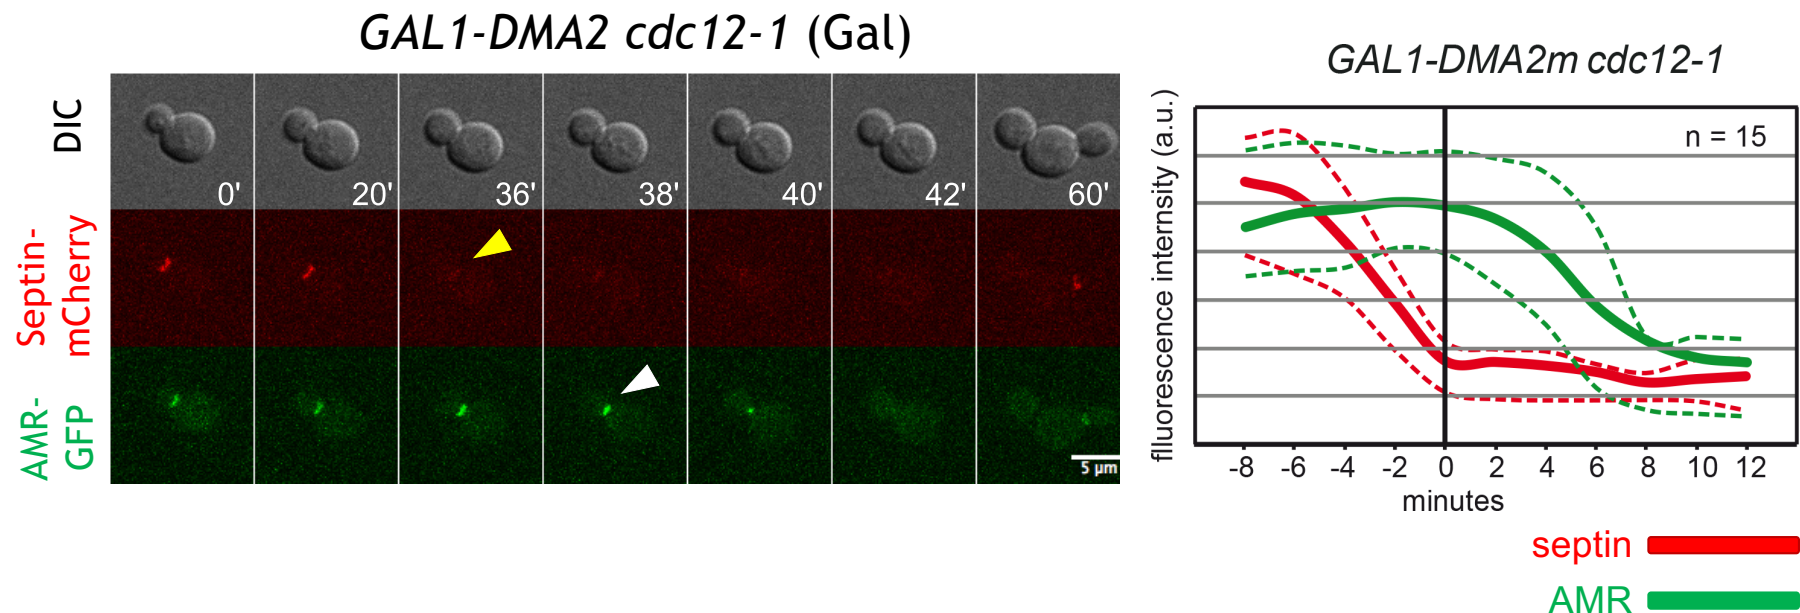 GAL1-DMA2 cdc12-1 (Gal)
DIC
0'
20'
36'
38'
40'
42'
60'
Septin-
mCherry
AMR-
GFP
5 µm
GAL1-DMA2m cdc12-1
fliuorescence internsity (a.u.)
n = 15
-8
-6
-4
-2
0
2
4
6
8
10
12
minutes
septin
AMR